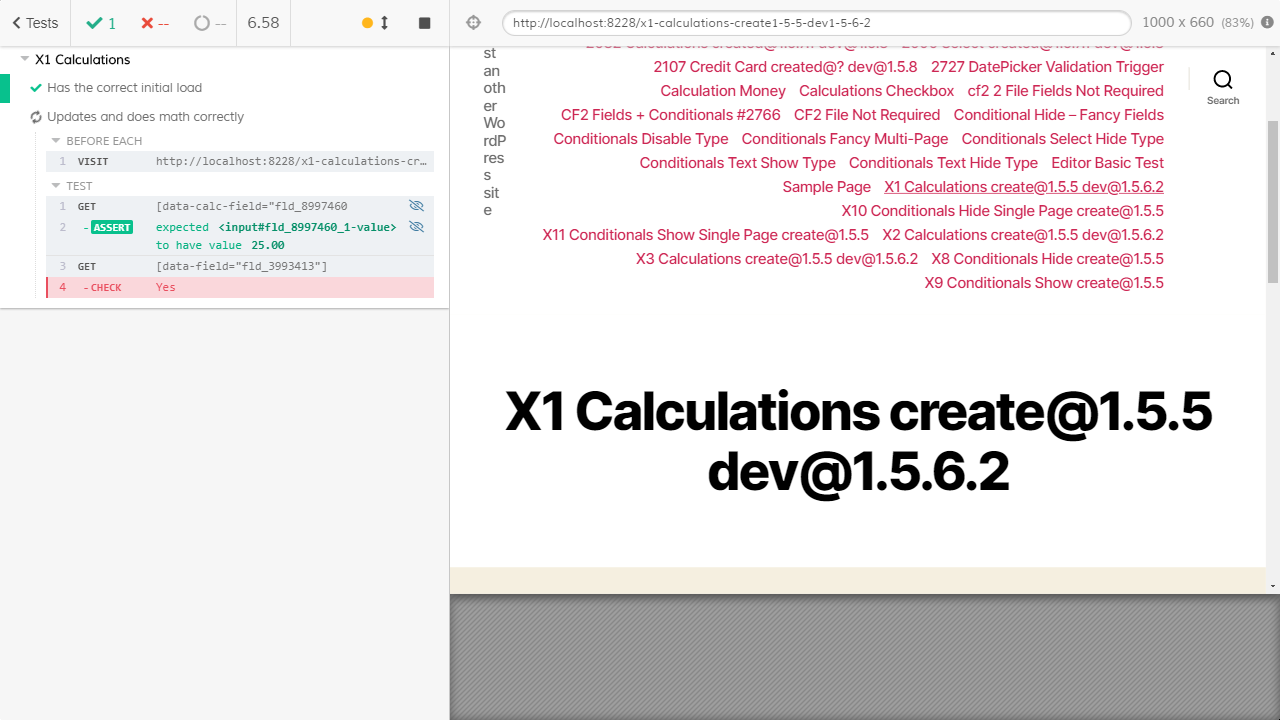 Tests
1
--
--
6.58
X1 Calculations
Has the correct initial load
Updates and does math correctly
BEFORE EACH
1 VISIT http://localhost:8228/x1-calculations-cr…
TEST
1 GET [data-calc-field="fld_8997460
2 - ASSERT expected <input#fld_8997460_1-value>
to have value 25.00
3 GET [data-field="fld_3993413"]
4 - CHECK Yes
http://localhost:8228/x1-calculations-create1-5-5-dev1-5-6-2
1000 x 660 (83%)
st
an
oth
er
Wo
rdP
res
s
sit
e
2107 Credit Card created@? dev@1.5.8 2727 DatePicker Validation Trigger
Calculation Money Calculations Checkbox cf2 2 File Fields Not Required
CF2 Fields + Conditionals #2766 CF2 File Not Required Conditional Hide – Fancy Fields
Conditionals Disable Type Conditionals Fancy Multi-Page Conditionals Select Hide Type
Conditionals Text Show Type Conditionals Text Hide Type Editor Basic Test
Sample Page X1 Calculations create@1.5.5 dev@1.5.6.2
X10 Conditionals Hide Single Page create@1.5.5
X11 Conditionals Show Single Page create@1.5.5 X2 Calculations create@1.5.5 dev@1.5.6.2
X3 Calculations create@1.5.5 dev@1.5.6.2 X8 Conditionals Hide create@1.5.5
X9 Conditionals Show create@1.5.5
Search
X1 Calculations create@1.5.5
dev@1.5.6.2